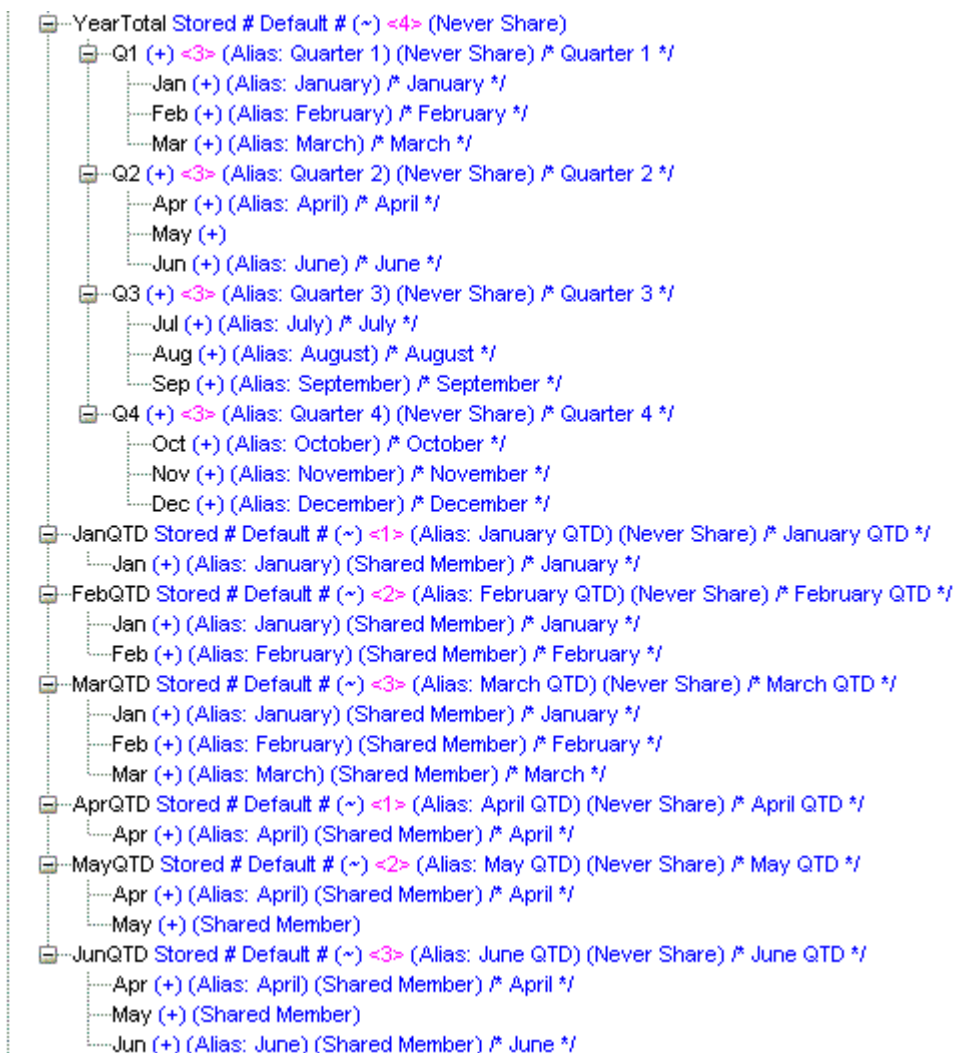 YearTotal Stored # Default # (~) <4> (Never Share)
Q1 (+) <3> (Alias: Quarter 1) (Never Share) /* Quarter 1 */
Jan (+) (Alias: January) /* January */
Feb (+) (Alias: February) /* February */
Mar (+) (Alias: March) /* March */
Q2 (+) <3> (Alias: Quarter 2) (Never Share) /* Quarter 2 */
Apr (+) (Alias: April) /* April */
May (+)
Jun (+) (Alias: June) /* June */
Q3 (+) <3> (Alias: Quarter 3) (Never Share) /* Quarter 3 */
Jul (+) (Alias: July) /* July */
Aug (+) (Alias: August) /* August */
Sep (+) (Alias: September) /* September */
Q4 (+) <3> (Alias: Quarter 4) (Never Share) /* Quarter 4 */
Oct (+) (Alias: October) /* October */
Nov (+) (Alias: November) /* November */
Dec (+) (Alias: December) /* December */
JanQTD Stored # Default # (~) <1> (Alias: January QTD) (Never Share) /* January QTD */
Jan (+) (Alias: January) (Shared Member) /* January */
FebQTD Stored # Default # (~) <2> (Alias: February QTD) (Never Share) /* February QTD */
Jan (+) (Alias: January) (Shared Member) /* January */
Feb (+) (Alias: February) (Shared Member) /* February */
MarQTD Stored # Default # (~) <3> (Alias: March QTD) (Never Share) /* March QTD */
Jan (+) (Alias: January) (Shared Member) /* January */
Feb (+) (Alias: February) (Shared Member) /* February */
Mar (+) (Alias: March) (Shared Member) /* March */
AprQTD Stored # Default # (~) <1> (Alias: April QTD) (Never Share) /* April QTD */
Apr (+) (Alias: April) (Shared Member) /* April */
MayQTD Stored # Default # (~) <2> (Alias: May QTD) (Never Share) /* May QTD */
Apr (+) (Alias: April) (Shared Member) /* April */
May (+) (Shared Member)
JunQTD Stored # Default # (~) <3> (Alias: June QTD) (Never Share) /* June QTD */
Apr (+) (Alias: April) (Shared Member) /* April */
May (+) (Shared Member)
Jun (+) (Alias: June) (Shared Member) /* June */